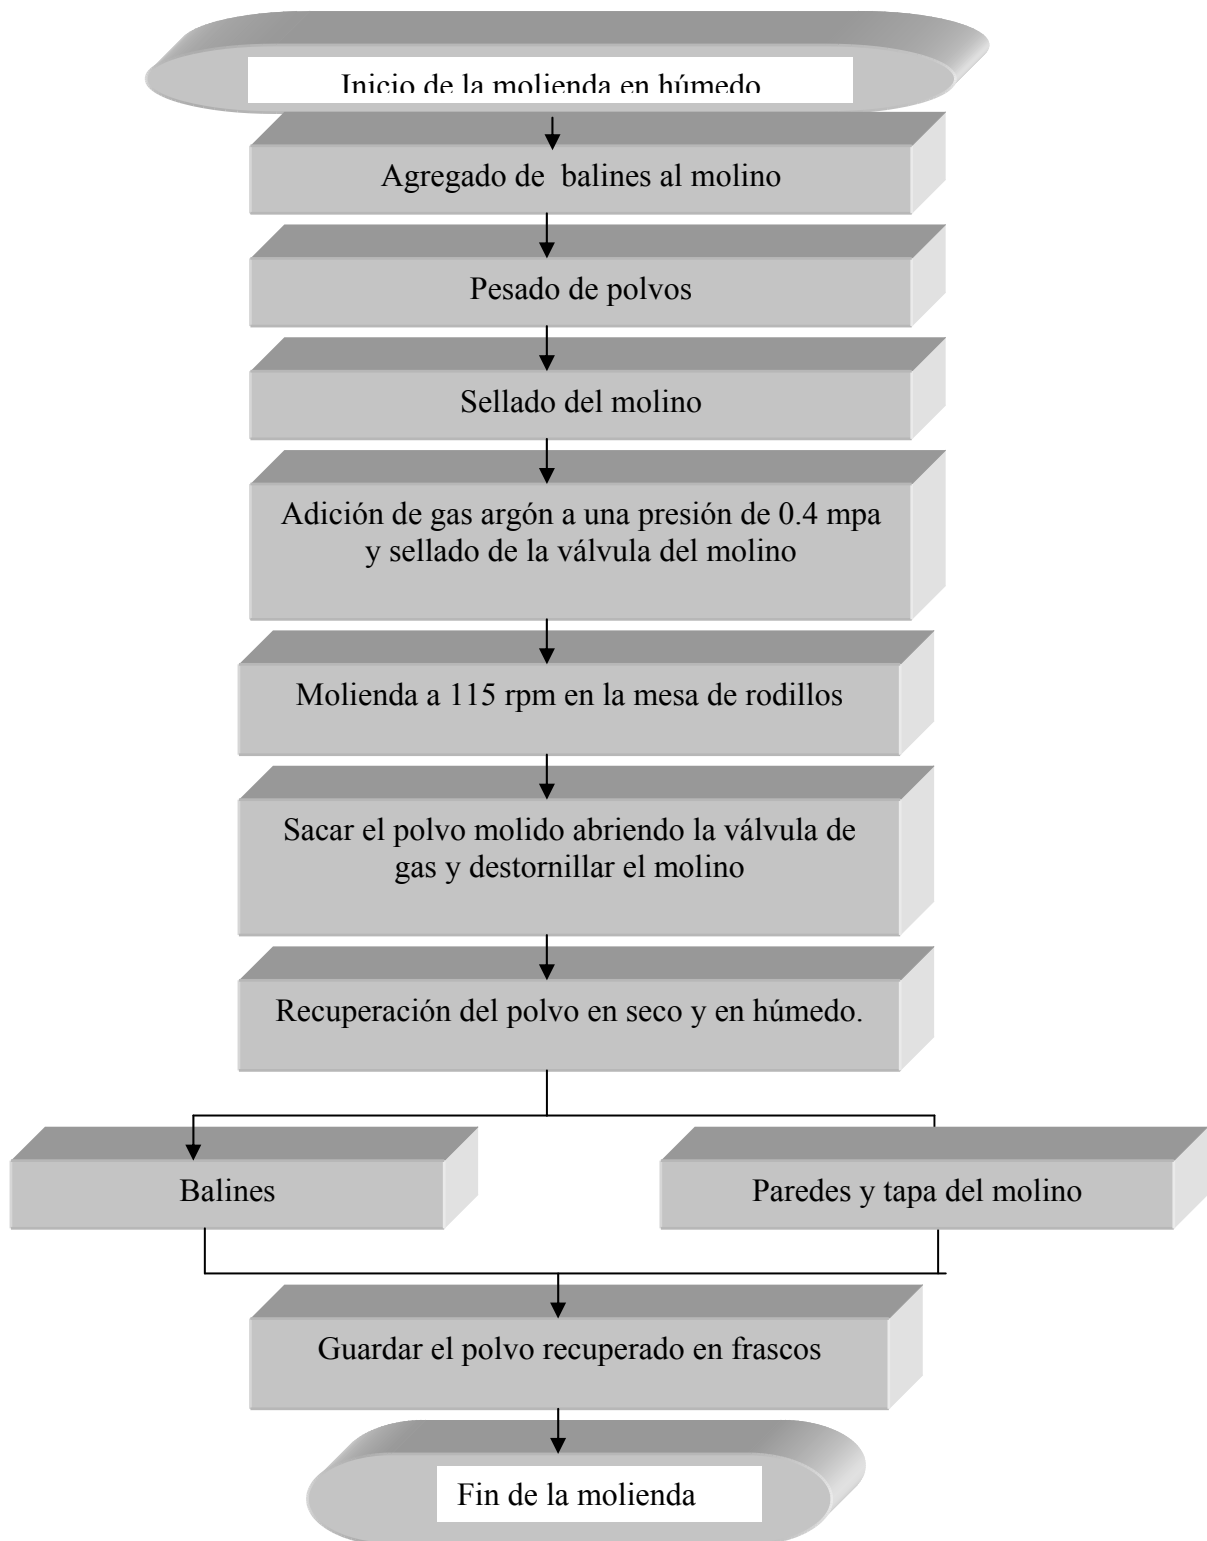 Inicio de la molienda en húmedo
Agregado de balines al molino
Pesado de polvos
Sellado del molino
Adición de gas argón a una presión de 0.4 mpa
y sellado de la válvula del molino
Molienda a 115 rpm en la mesa de rodillos
Sacar el polvo molido abriendo la válvula de
gas y destornillar el molino
Recuperación del polvo en seco y en húmedo.
Balines
Paredes y tapa del molino
Guardar el polvo recuperado en frascos
Fin de la molienda